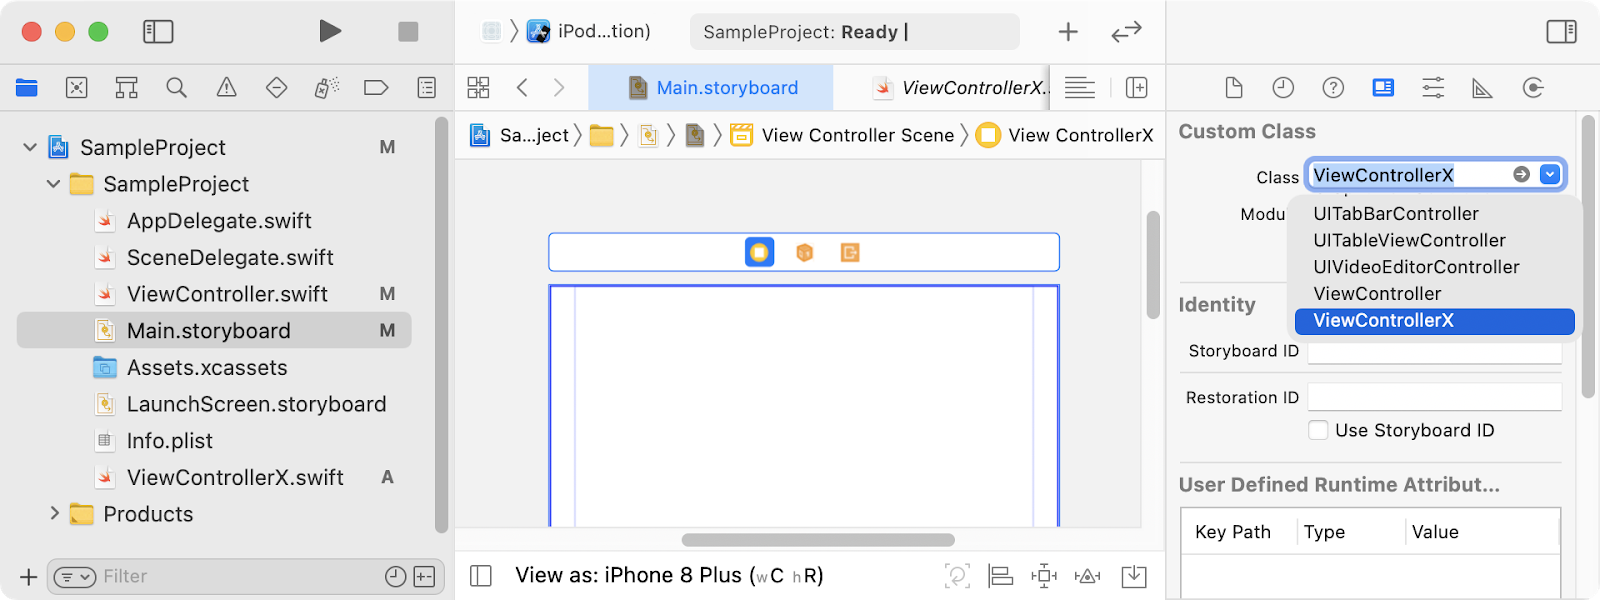 iPod...tion)
SampleProject: Ready |
Main.storyboard
ViewControllerX.
Sa...ject
View Controller Scene
View ControllerX
SampleProject M
SampleProject
AppDelegate.swift
SceneDelegate.swift
ViewController.swift M
Main.storyboard M
Assets.xcassets
LaunchScreen.storyboard
Info.plist
ViewControllerX.swift A
Products
Filter
View as: iPhone 8 Plus (wC hR)
Custom Class
Class ViewControllerX
Modu
UITabBarController
UITableViewController
UIVideoEditorController
ViewController
ViewControllerX
Identity
Storyboard ID
Restoration ID
Use Storyboard ID
User Defined Runtime Attribut...
Key Path Type Value